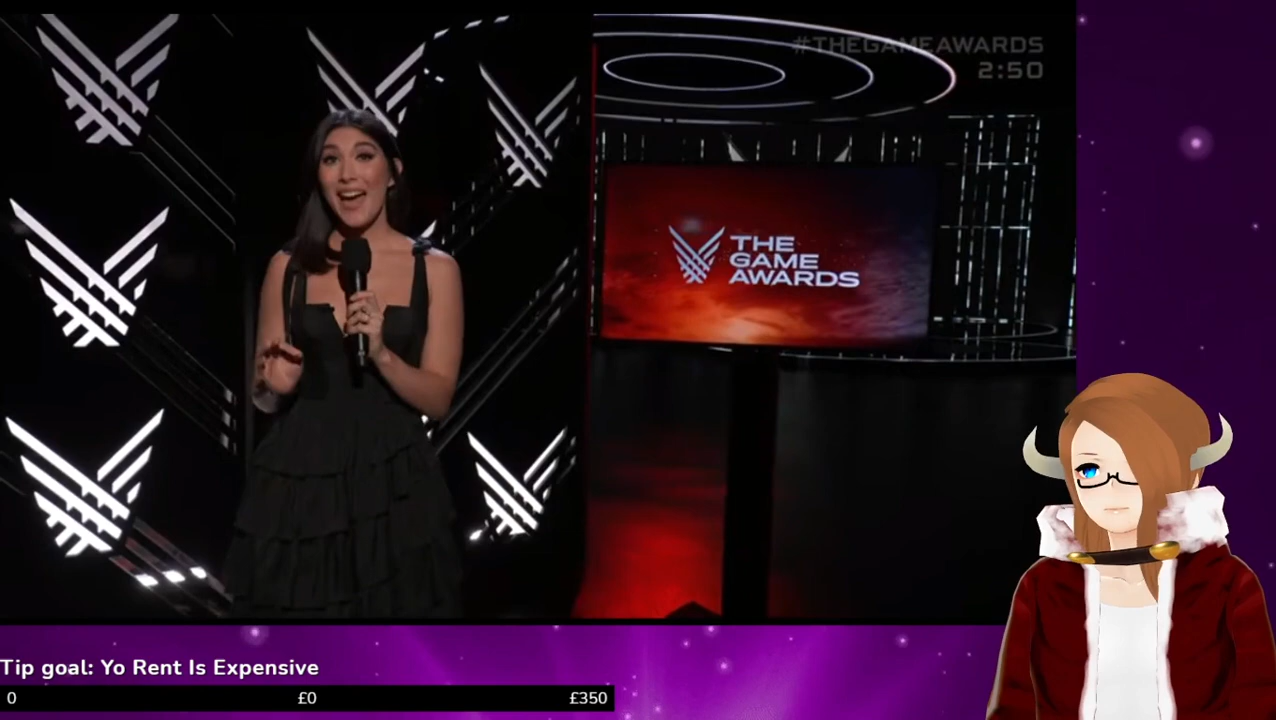 #THEGAMEAWARDS
2:50
THE
GAME
AWARDS
Tip goal: Yo Rent Is Expensive
0 £0 £350